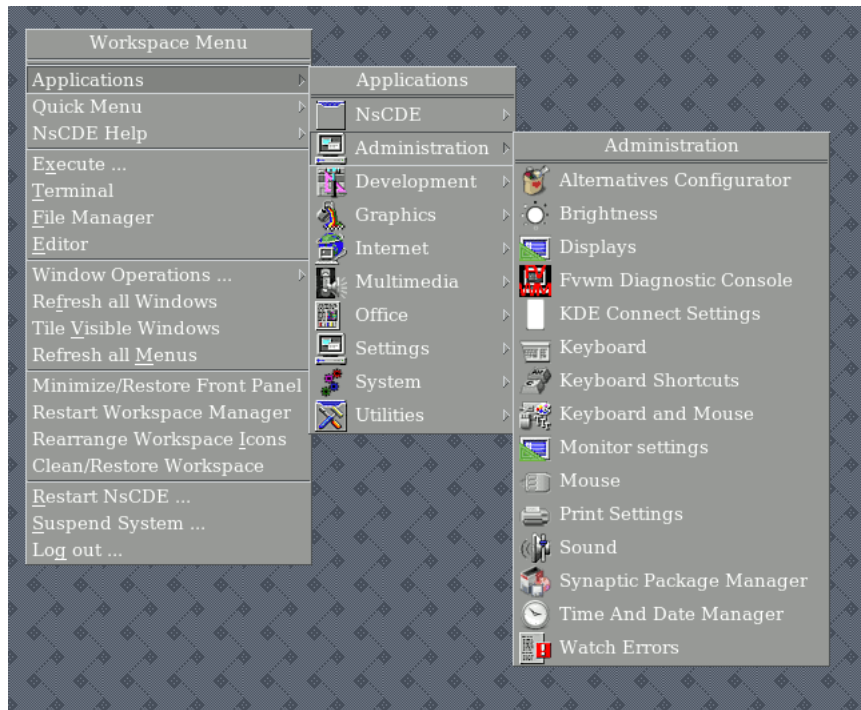 Workspace Menu
Applications
Quick Menu
NsCDE Help
Execute ...
Terminal
File Manager
Editor
Window Operations ...
Refresh all Windows
Tile Visible Windows
Refresh all Menus
Minimize/Restore Front Panel
Restart Workspace Manager
Rearrange Workspace Icons
Clean/Restore Workspace
Restart NsCDE ...
Suspend System ...
Log out ...
Applications
NsCDE
Administration
Development
Graphics
Internet
Multimedia
Office
Settings
System
Utilities
Administration
Alternatives Configurator
Brightness
Displays
Fvwm Diagnostic Console
KDE Connect Settings
Keyboard
Keyboard Shortcuts
Keyboard and Mouse
Monitor settings
Mouse
Print Settings
Sound
Synaptic Package Manager
Time And Date Manager
Watch Errors